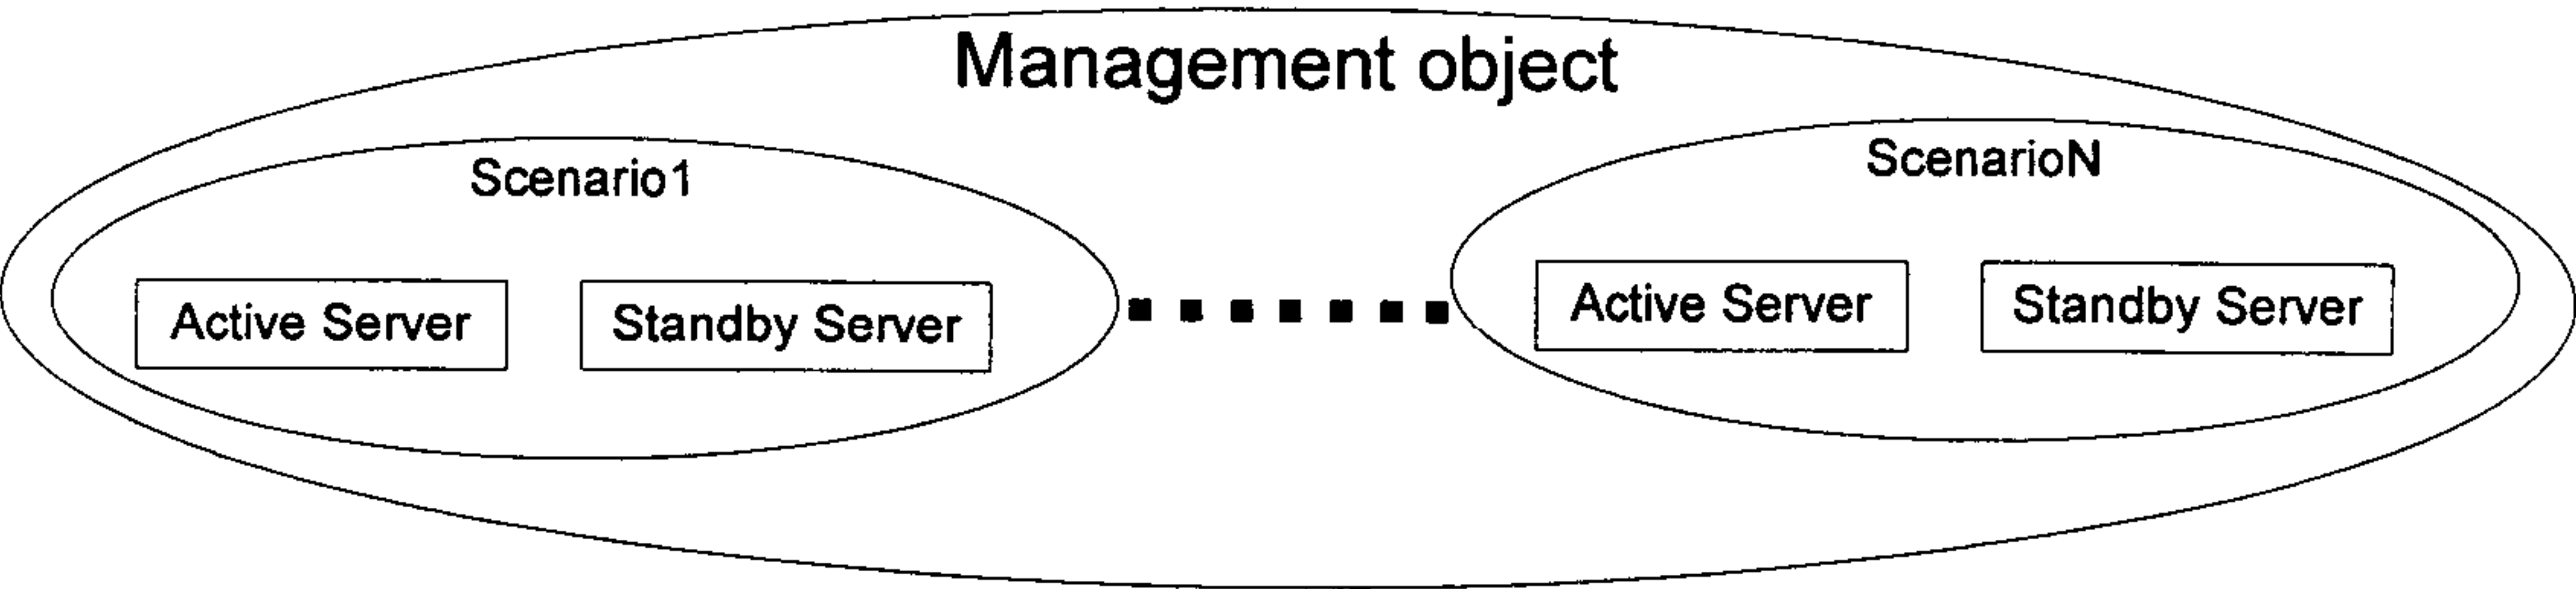 Management object
Scenario1
Active Server
Standby Server
ScenarioN
Active Server
Standby Server